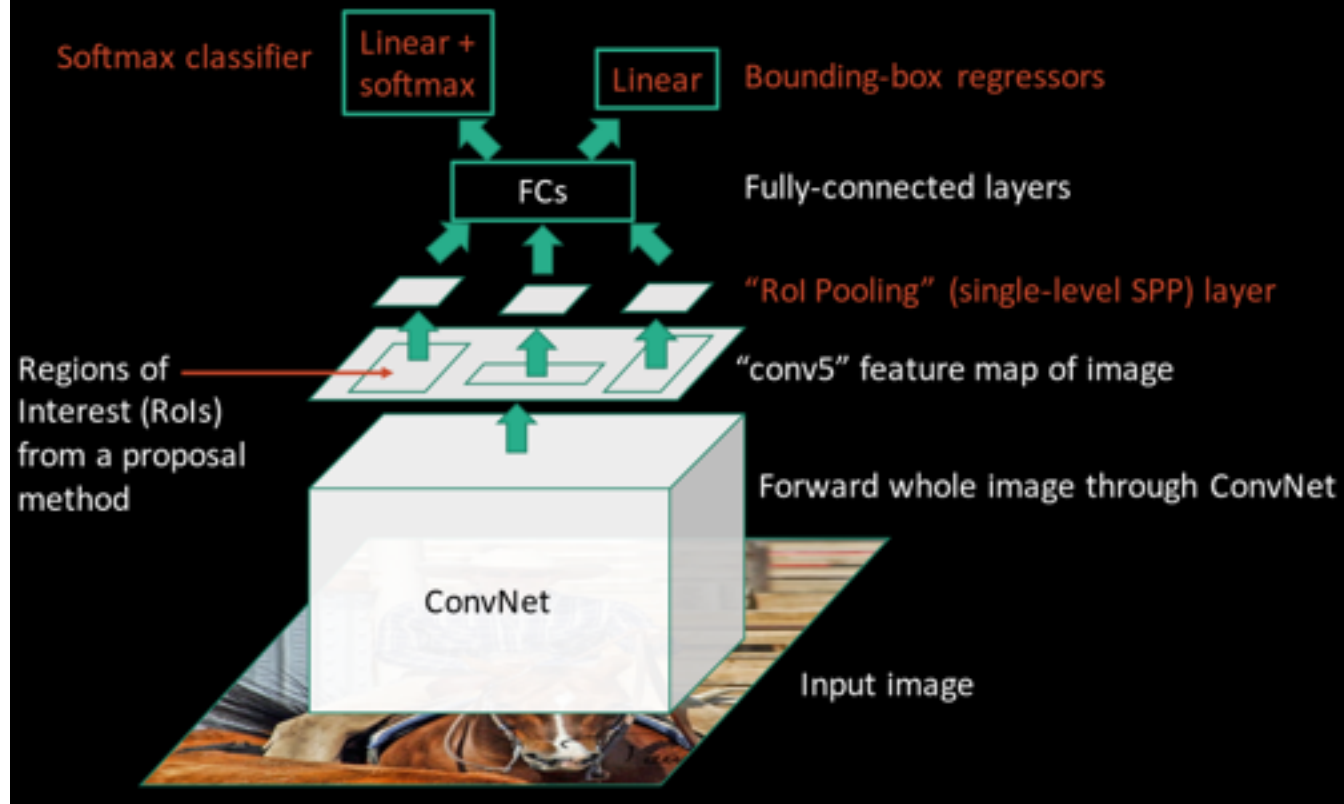 Softmax classifier
Linear +
softmax
Linear
Bounding-box regressors
FCs
Fully-connected layers
“RoI Pooling” (single-level SPP) layer
Regions of
Interest (RoIs)
from a proposal
method
“conv5” feature map of image
Forward whole image through ConvNet
ConvNet
Input image